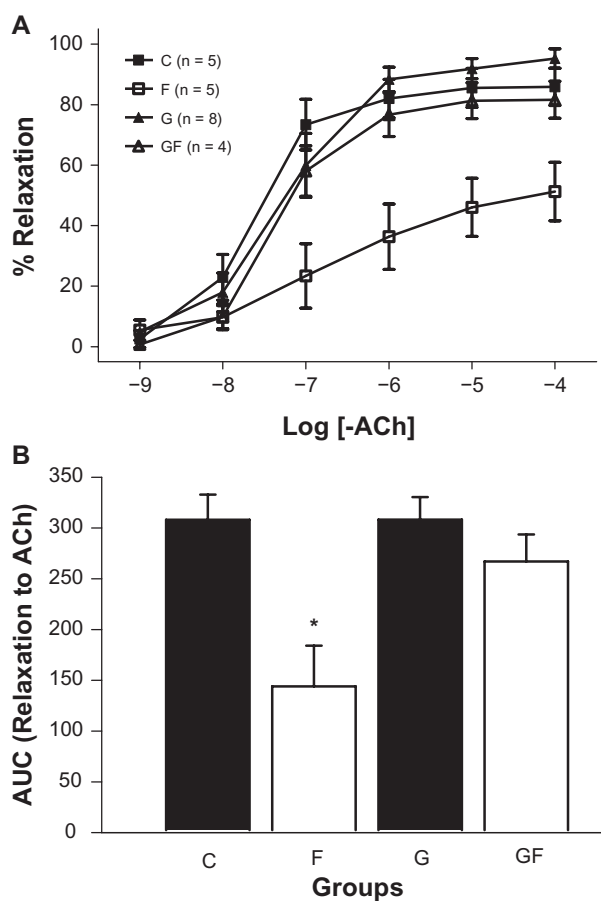 A
100
80
60
40
20
0
% Relaxation
C (n = 5)
F (n = 5)
G (n = 8)
GF (n = 4)
−9 −8 −7 −6 −5 −4
Log [-ACh]
B
350
300
250
200
150
100
50
0
AUC (Relaxation to ACh)
*
C F G GF
Groups